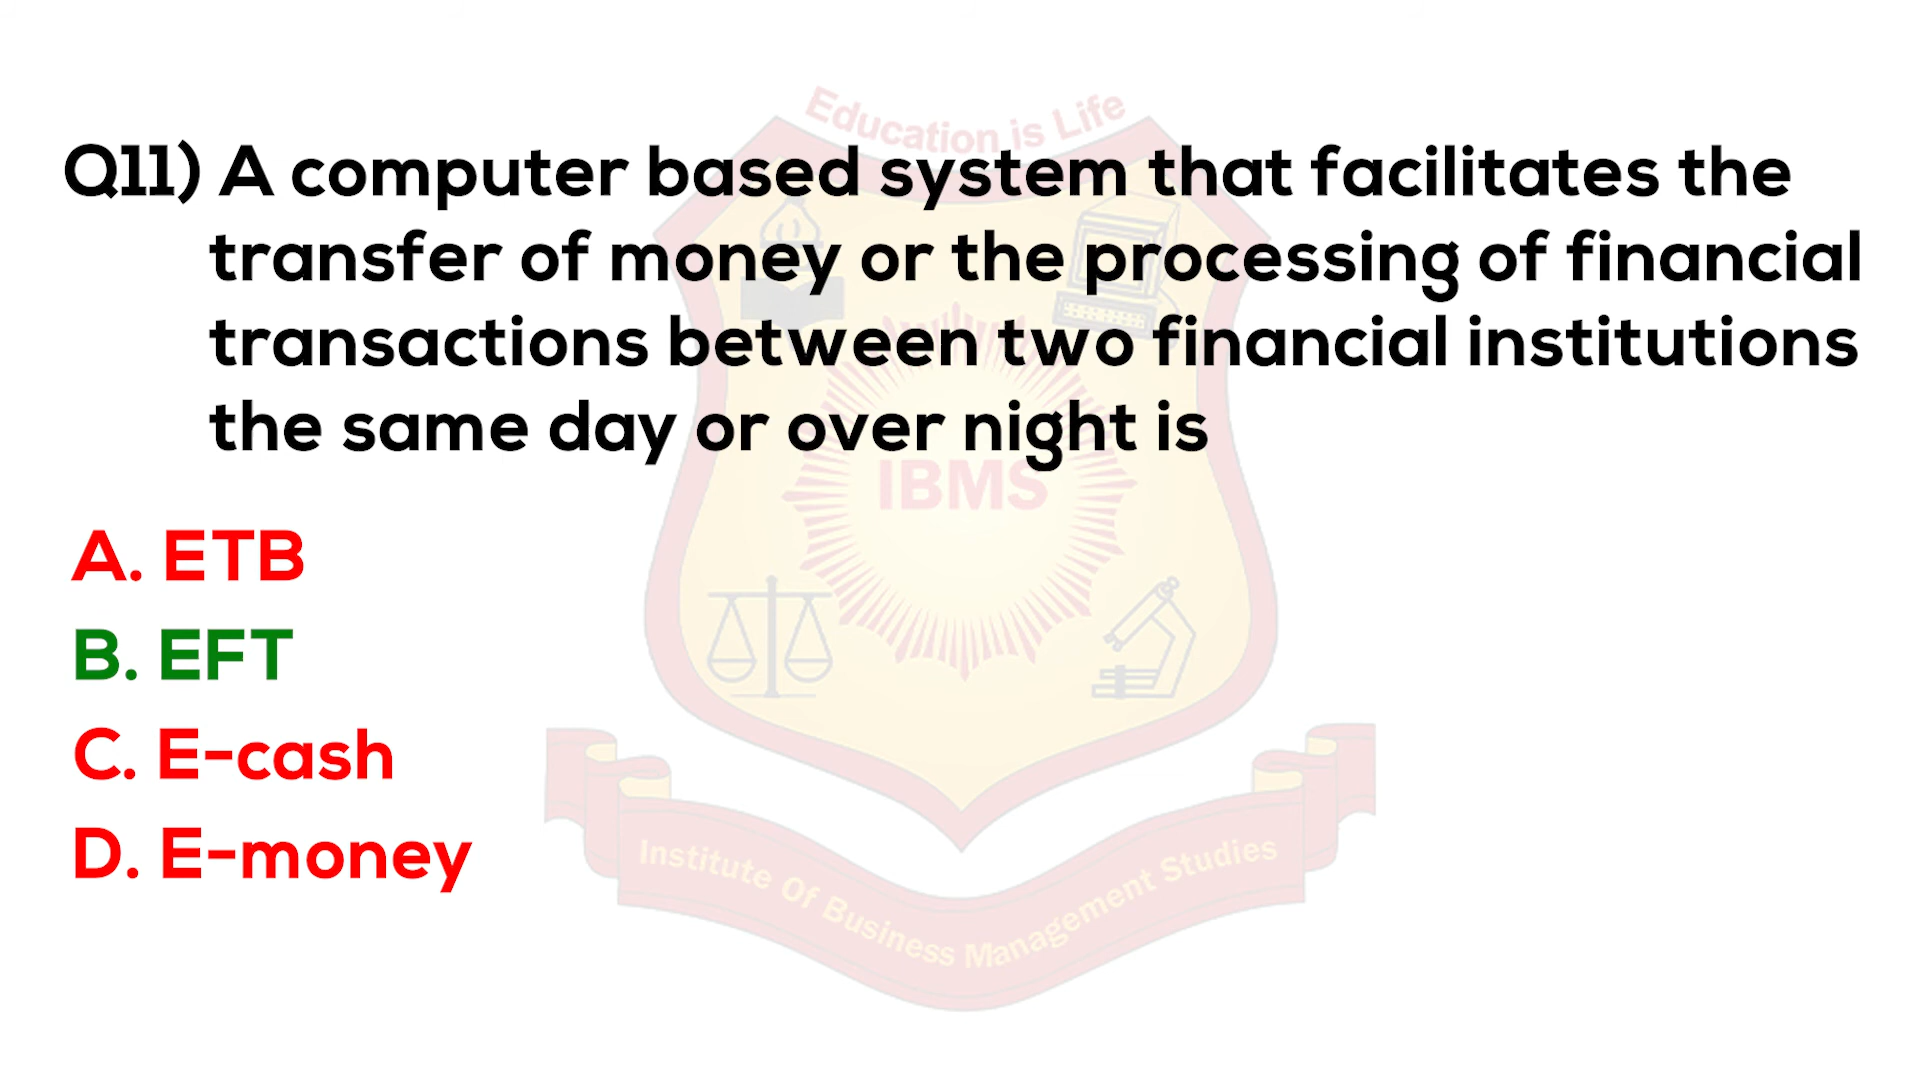 Education is Life
Q11) A computer based system that facilitates the
transfer of money or the processing of financial
transactions between two financial institutions
the same day or over night is
IBMS
A. ETB
B. EFT
C. E-cash
D. E-money
Institute Of Business Management Studies